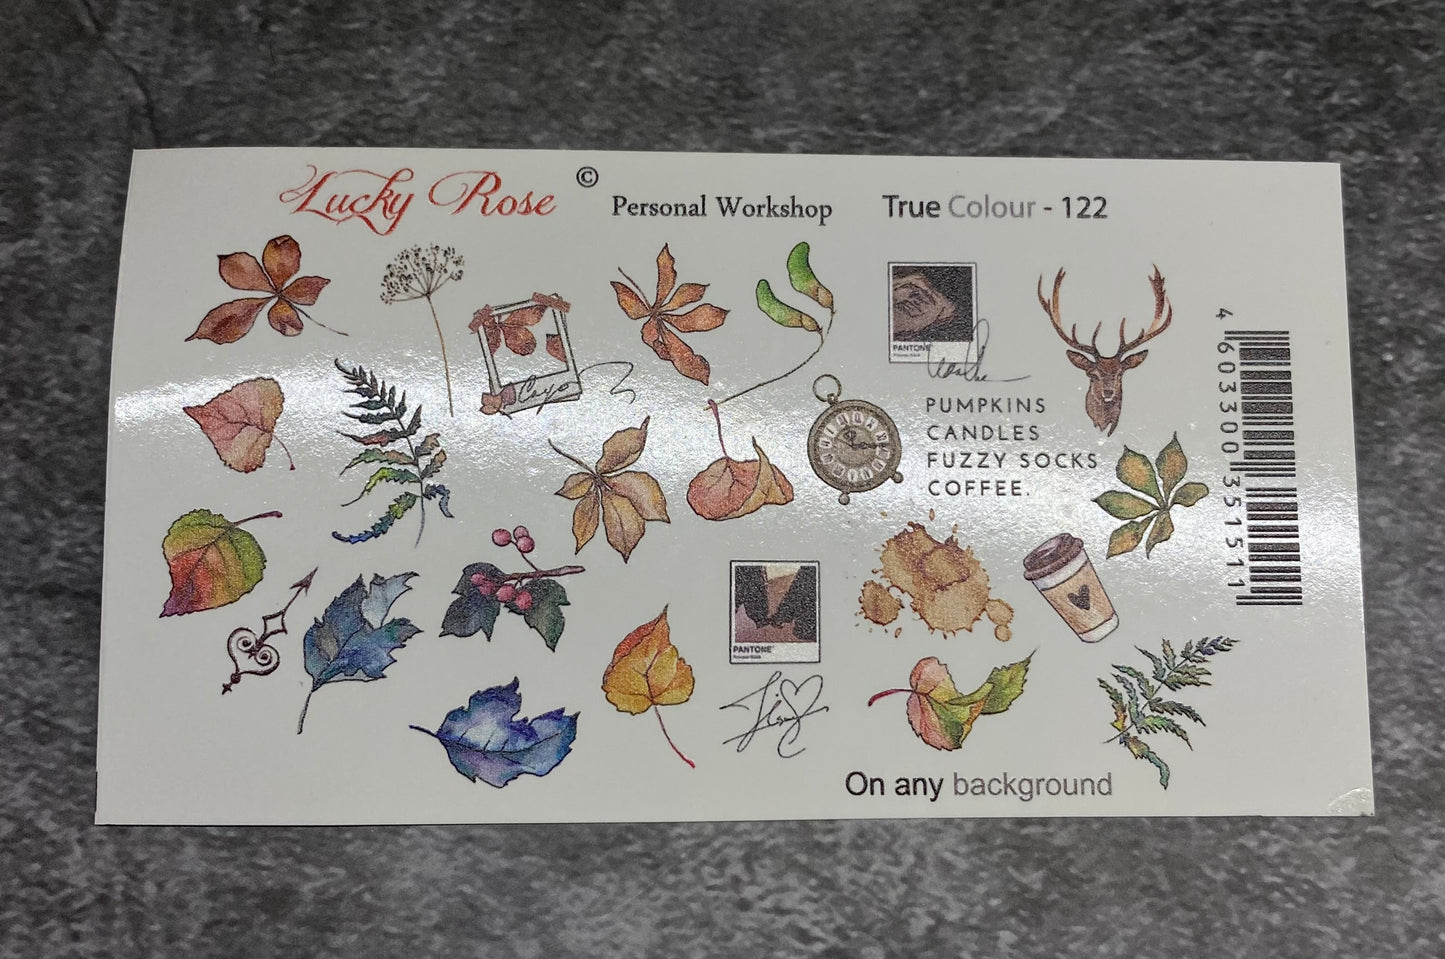 Lucky Rose ©
Personal Workshop
True Colour - 122
PANTONE
PUMPKINS
CANDLES
FUZZY SOCKS
COFFEE.
4 603300 351511
PANTONE
On any background